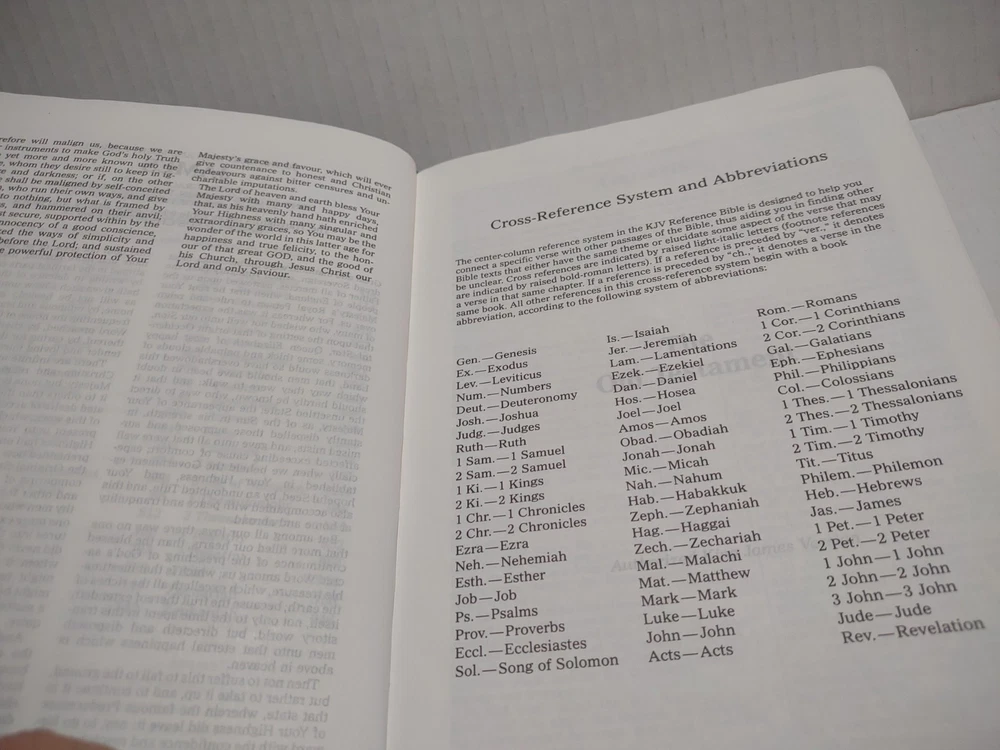 refore will malign us, because we are
instruments to make God's holy Truth
yet more and more known unto the
, whom they desire still to keep in ig-
e and darkness; or if, on the other
shall be maligned by self-conceited
, who run their own ways, and give
to nothing, but what is framed by
s, and hammered on their anvil;
st secure, supported within by the
nnocency of a good conscience,
ked the ways of simplicity and
before the Lord; and sustained
e powerful protection of Your
Majesty's grace and favour, which will ever
give countenance to honest and Christian
endeavours against bitter censures and un-
charitable imputations.
The Lord of heaven and earth bless Your
Majesty with many and happy days,
that, as his heavenly hand hath enriched
Your Highness with many singular and
extraordinary graces, so You may be the
wonder of the world in this latter age for
happiness and true felicity, to the hon-
our of that great GOD, and the good of
his Church, through Jesus Christ our
Lord and only Saviour.
Cross-Reference System and Abbreviations
The center-column reference system in the KJV Reference Bible is designed to help you
connect a specific verse with other passages of the Bible, thus aiding you in finding other
Bible texts that either have the same theme or elucidate some aspect of the verse that may
be unclear. Cross references are indicated by raised light-italic letters (footnote references
are indicated by raised bold-roman letters). If a reference is preceded by "ver.," it denotes
a verse in that same chapter. If a reference is preceded by "ch.," it denotes a verse in the
same book. All other references in this cross-reference system begin with a book
abbreviation, according to the following system of abbreviations:
Gen.—Genesis
Ex.—Exodus
Lev.—Leviticus
Num.—Numbers
Deut.—Deuteronomy
Josh.—Joshua
Judg.—Judges
Ruth—Ruth
1 Sam.—1 Samuel
2 Sam.—2 Samuel
1 Ki.—1 Kings
2 Ki.—2 Kings
1 Chr.—1 Chronicles
2 Chr.—2 Chronicles
Ezra—Ezra
Neh.—Nehemiah
Esth.—Esther
Job—Job
Ps.—Psalms
Prov.—Proverbs
Eccl.—Ecclesiastes
Sol.—Song of Solomon
Is.—Isaiah
Jer.—Jeremiah
Lam.—Lamentations
Ezek.—Ezekiel
Dan.—Daniel
Hos.—Hosea
Joel—Joel
Amos—Amos
Obad.—Obadiah
Jonah—Jonah
Mic.—Micah
Nah.—Nahum
Hab.—Habakkuk
Zeph.—Zephaniah
Hag.—Haggai
Zech.—Zechariah
Mal.—Malachi
Mat.—Matthew
Mark—Mark
Luke—Luke
John—John
Acts—Acts
Rom.—Romans
1 Cor.—1 Corinthians
2 Cor.—2 Corinthians
Gal.—Galatians
Eph.—Ephesians
Phil.—Philippians
Col.—Colossians
1 Thes.—1 Thessalonians
2 Thes.—2 Thessalonians
1 Tim.—1 Timothy
2 Tim.—2 Timothy
Tit.—Titus
Philem.—Philemon
Heb.—Hebrews
Jas.—James
1 Pet.—1 Peter
2 Pet.—2 Peter
1 John—1 John
2 John—2 John
3 John—3 John
Jude—Jude
Rev.—Revelation